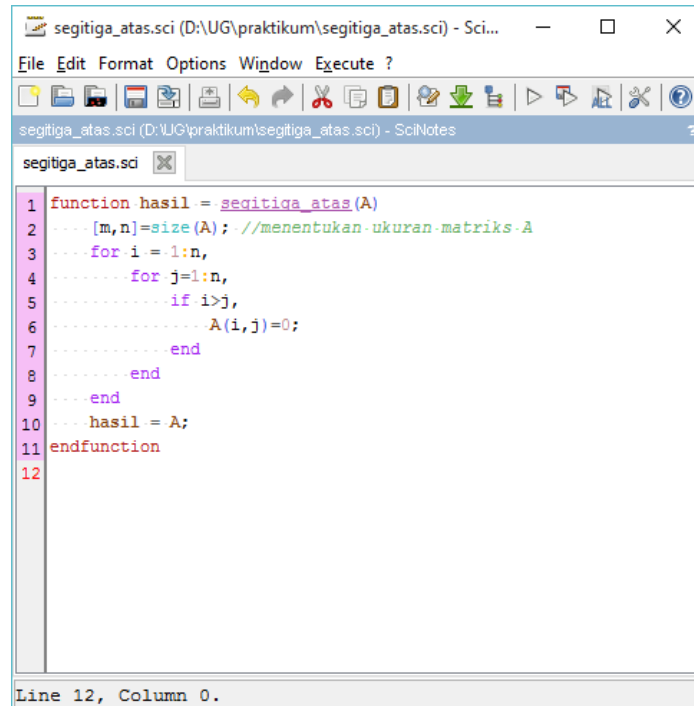 segitiga_atas.sci (D:\UG\praktikum\segitiga_atas.sci) - Sci...
File Edit Format Options Window Execute ?
segitiga_atas.sci (D:\UG\praktikum\segitiga_atas.sci) - SciNotes ?
segitiga_atas.sci
1 function hasil = segitiga_atas(A)
2 [m,n]=size(A); //menentukan ukuran matriks A
3 for i = 1:n,
4 for j=1:n,
5 if i>j,
6 A(i,j)=0;
7 end
8 end
9 end
10 hasil = A;
11 endfunction
12
Line 12, Column 0.